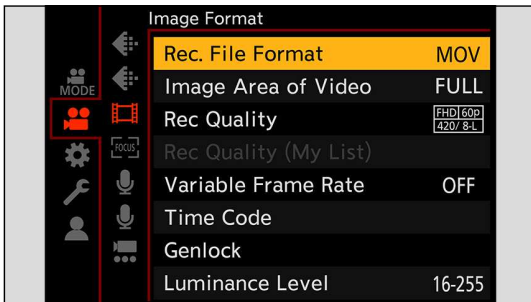 Image Format
MODE
FOCUS
Rec. File Format MOV
Image Area of Video FULL
Rec Quality FHD 60p 420/ 8-L
Rec Quality (My List)
Variable Frame Rate OFF
Time Code
Genlock
Luminance Level 16-255